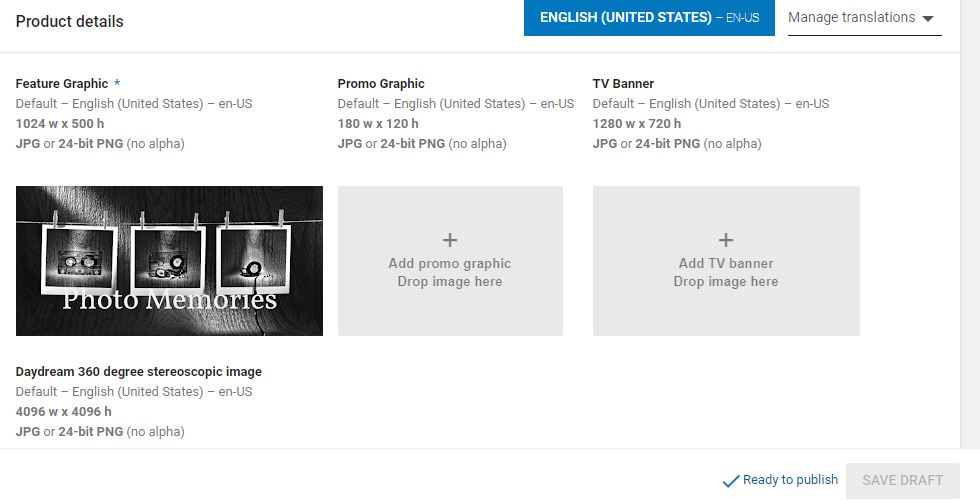 Product details
ENGLISH (UNITED STATES) – EN-US
Manage translations
Feature Graphic *
Default – English (United States) – en-US
1024 w x 500 h
JPG or 24-bit PNG (no alpha)
Promo Graphic
Default – English (United States) – en-US
180 w x 120 h
JPG or 24-bit PNG (no alpha)
TV Banner
Default – English (United States) – en-US
1280 w x 720 h
JPG or 24-bit PNG (no alpha)
Photo Memories
+
Add promo graphic
Drop image here
+
Add TV banner
Drop image here
Daydream 360 degree stereoscopic image
Default – English (United States) – en-US
4096 w x 4096 h
JPG or 24-bit PNG (no alpha)
Ready to publish
SAVE DRAFT